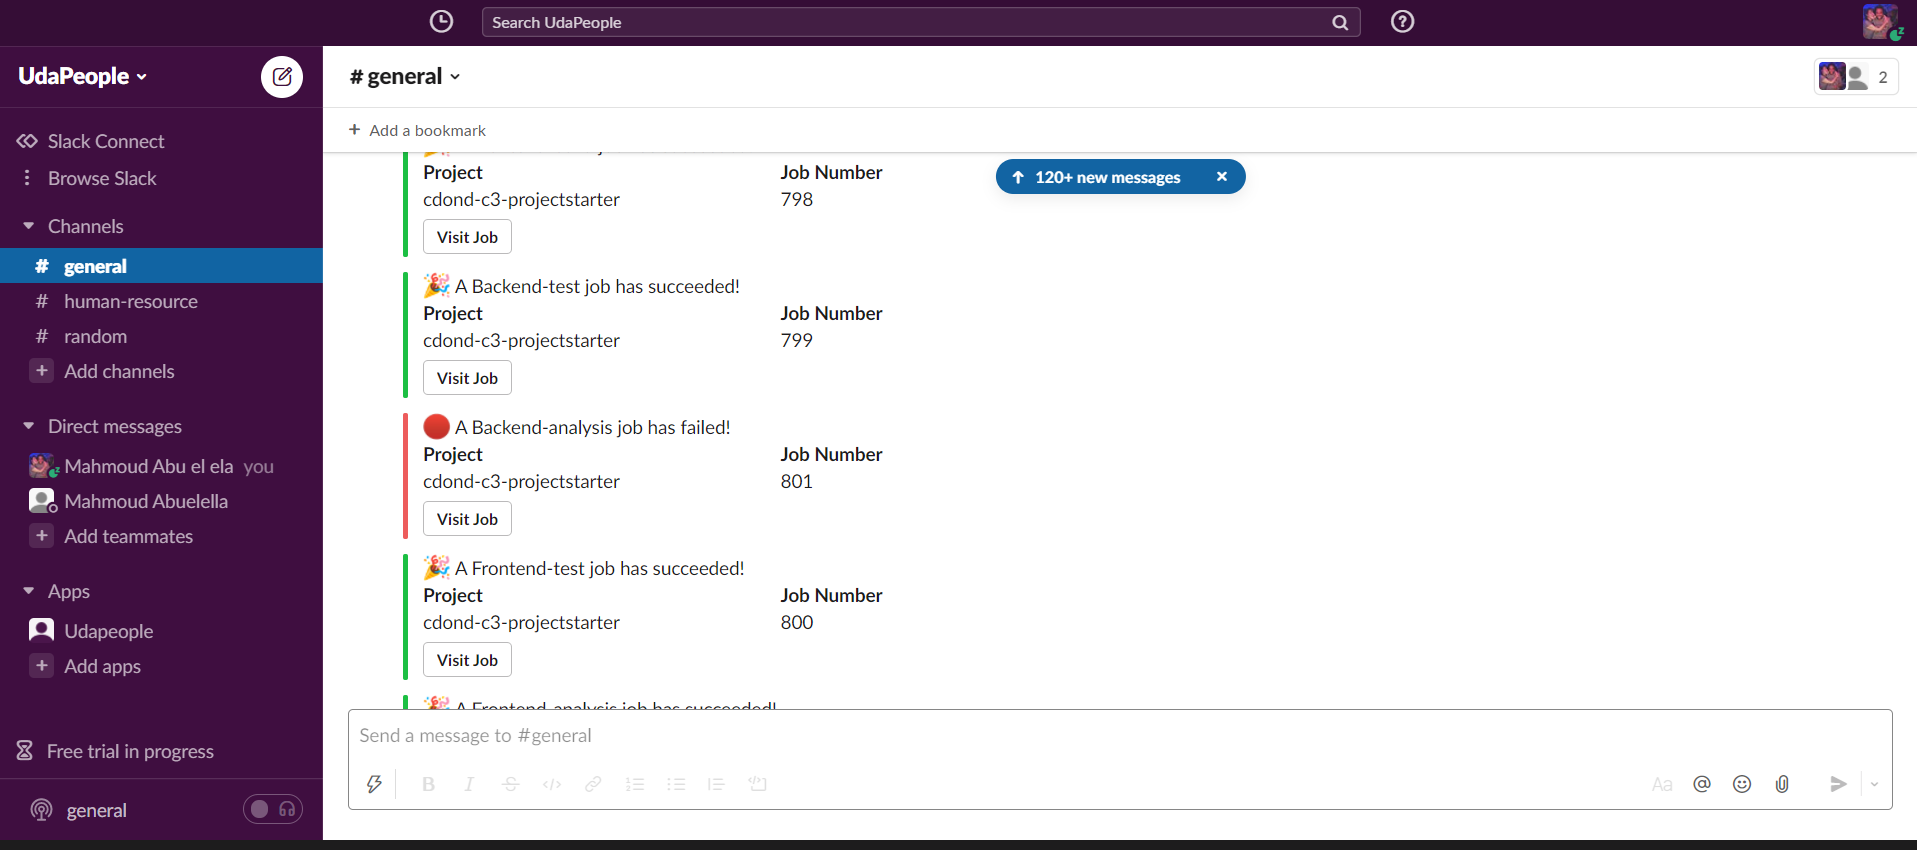 Search UdaPeople
UdaPeople
Slack Connect
Browse Slack
Channels
# general
# human-resource
# random
+ Add channels
Direct messages
Mahmoud Abu el ela you
Mahmoud Abuelella
+ Add teammates
Apps
Udapeople
+ Add apps
Free trial in progress
general
# general
2
+ Add a bookmark
↑ 120+ new messages ×
Project Job Number
cdond-c3-projectstarter 798
Visit Job
🎉 A Backend-test job has succeeded!
Project Job Number
cdond-c3-projectstarter 799
Visit Job
🔴 A Backend-analysis job has failed!
Project Job Number
cdond-c3-projectstarter 801
Visit Job
🎉 A Frontend-test job has succeeded!
Project Job Number
cdond-c3-projectstarter 800
Visit Job
🎉 A Frontend-analysis job has succeeded!
Send a message to #general
B I S
Aa @